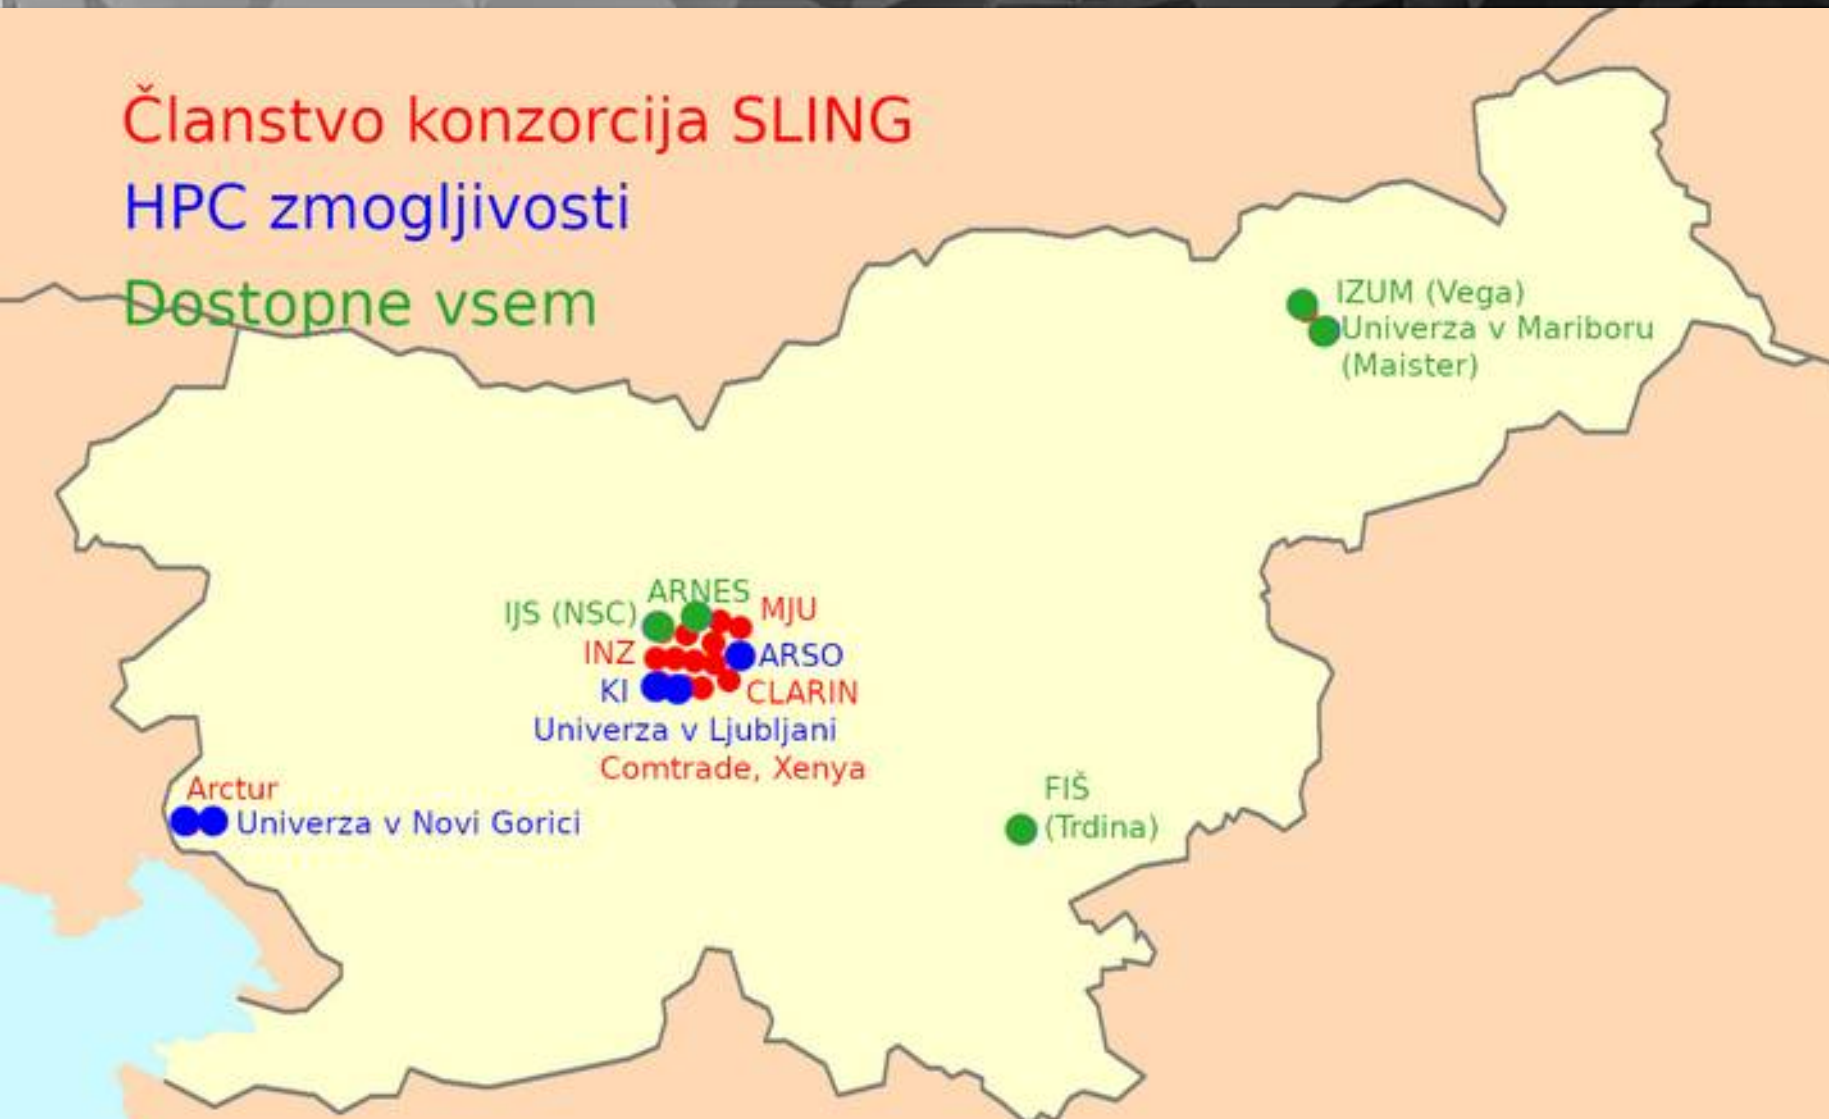 Članstvo konzorcija SLING
HPC zmogljivosti
Dostopne vsem
IZUM (Vega)
Univerza v Mariboru
(Maister)
ARNES
IJS (NSC)
MJU
INZ
ARSO
KI
CLARIN
Univerza v Ljubljani
Comtrade, Xenya
Arctur
Univerza v Novi Gorici
FIŠ
(Trdina)